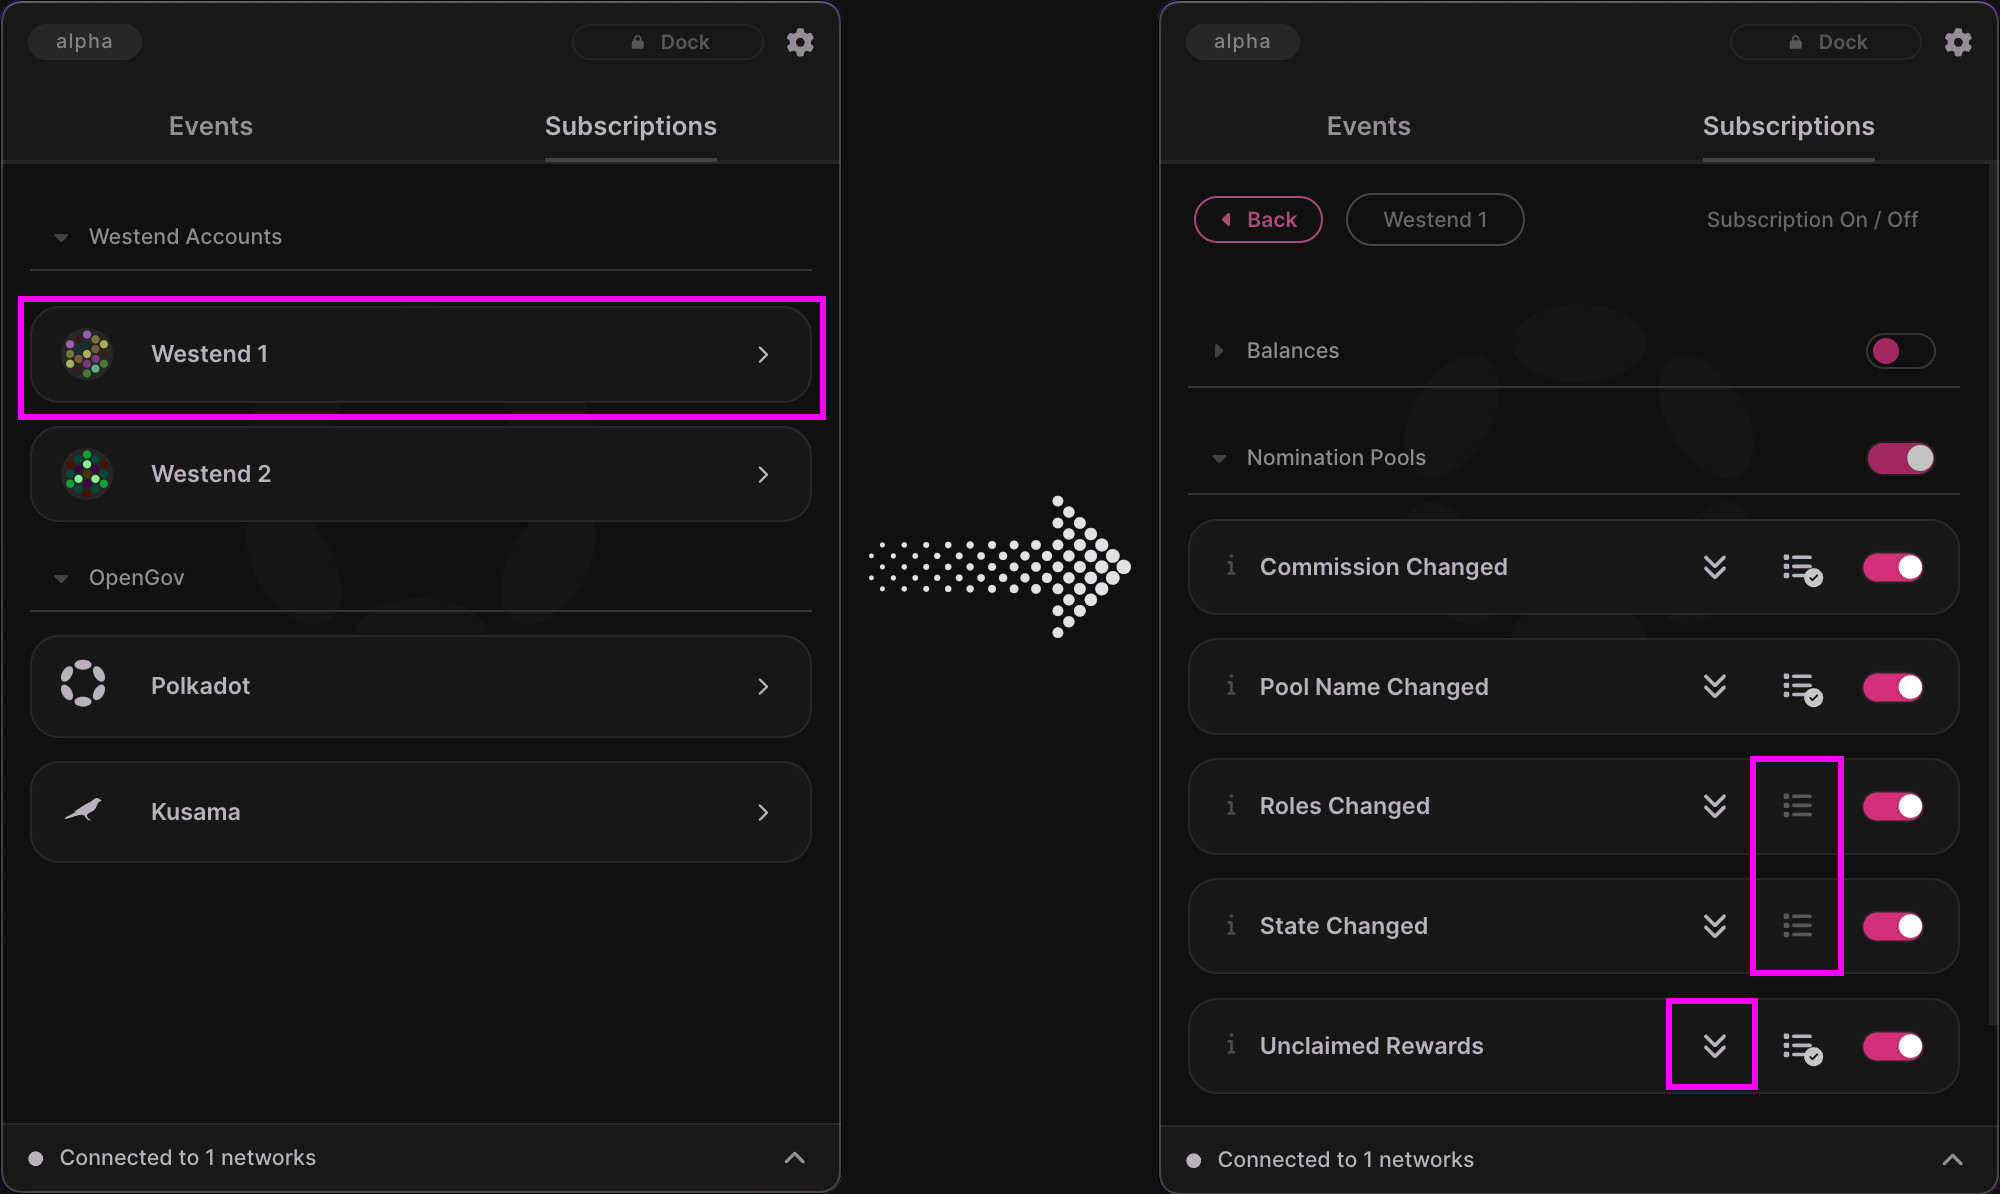 alpha
Dock
Events
Subscriptions
Westend Accounts
Westend 1
Westend 2
OpenGov
Polkadot
Kusama
Connected to 1 networks
alpha
Dock
Events
Subscriptions
Back
Westend 1
Subscription On / Off
Balances
Nomination Pools
Commission Changed
Pool Name Changed
Roles Changed
State Changed
Unclaimed Rewards
Connected to 1 networks